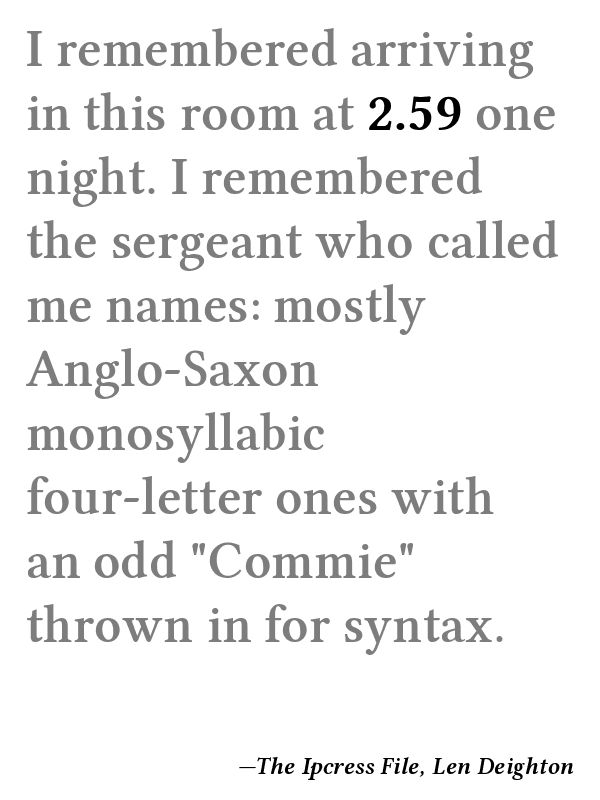 I remembered arriving
in this room at 2.59 one
night. I remembered
the sergeant who called
me names: mostly
Anglo-Saxon
monosyllabic
four-letter ones with
an odd "Commie"
thrown in for syntax.
—The Ipcress File, Len Deighton